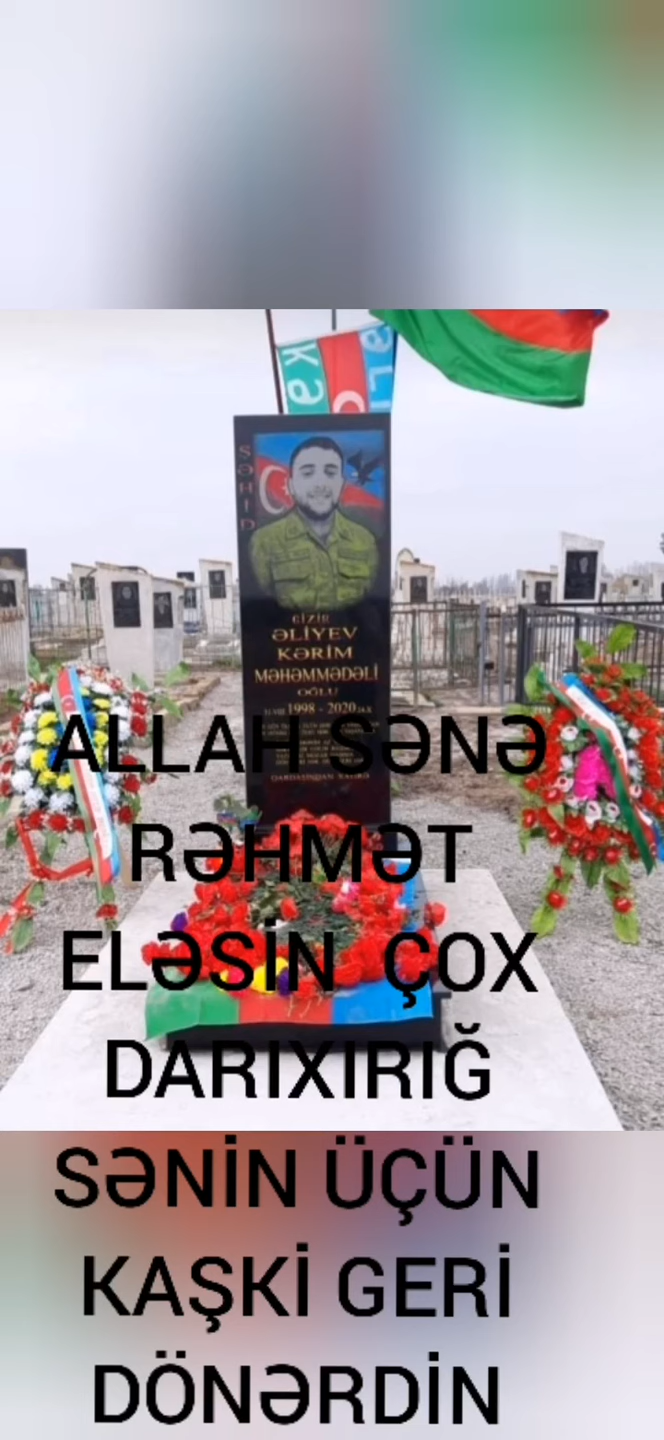 ŞƏHİD
GİZİR
ƏLİYEV
KƏRİM
MƏHƏMMƏDƏLİ
OĞLU
1998 - 2020
ALLAH SƏNƏ
RƏHMƏT
ELƏSİN ÇOX
DARIXIRIĞ
SƏNİN ÜÇÜN
KAŞKİ GERİ
DÖNƏRDİN